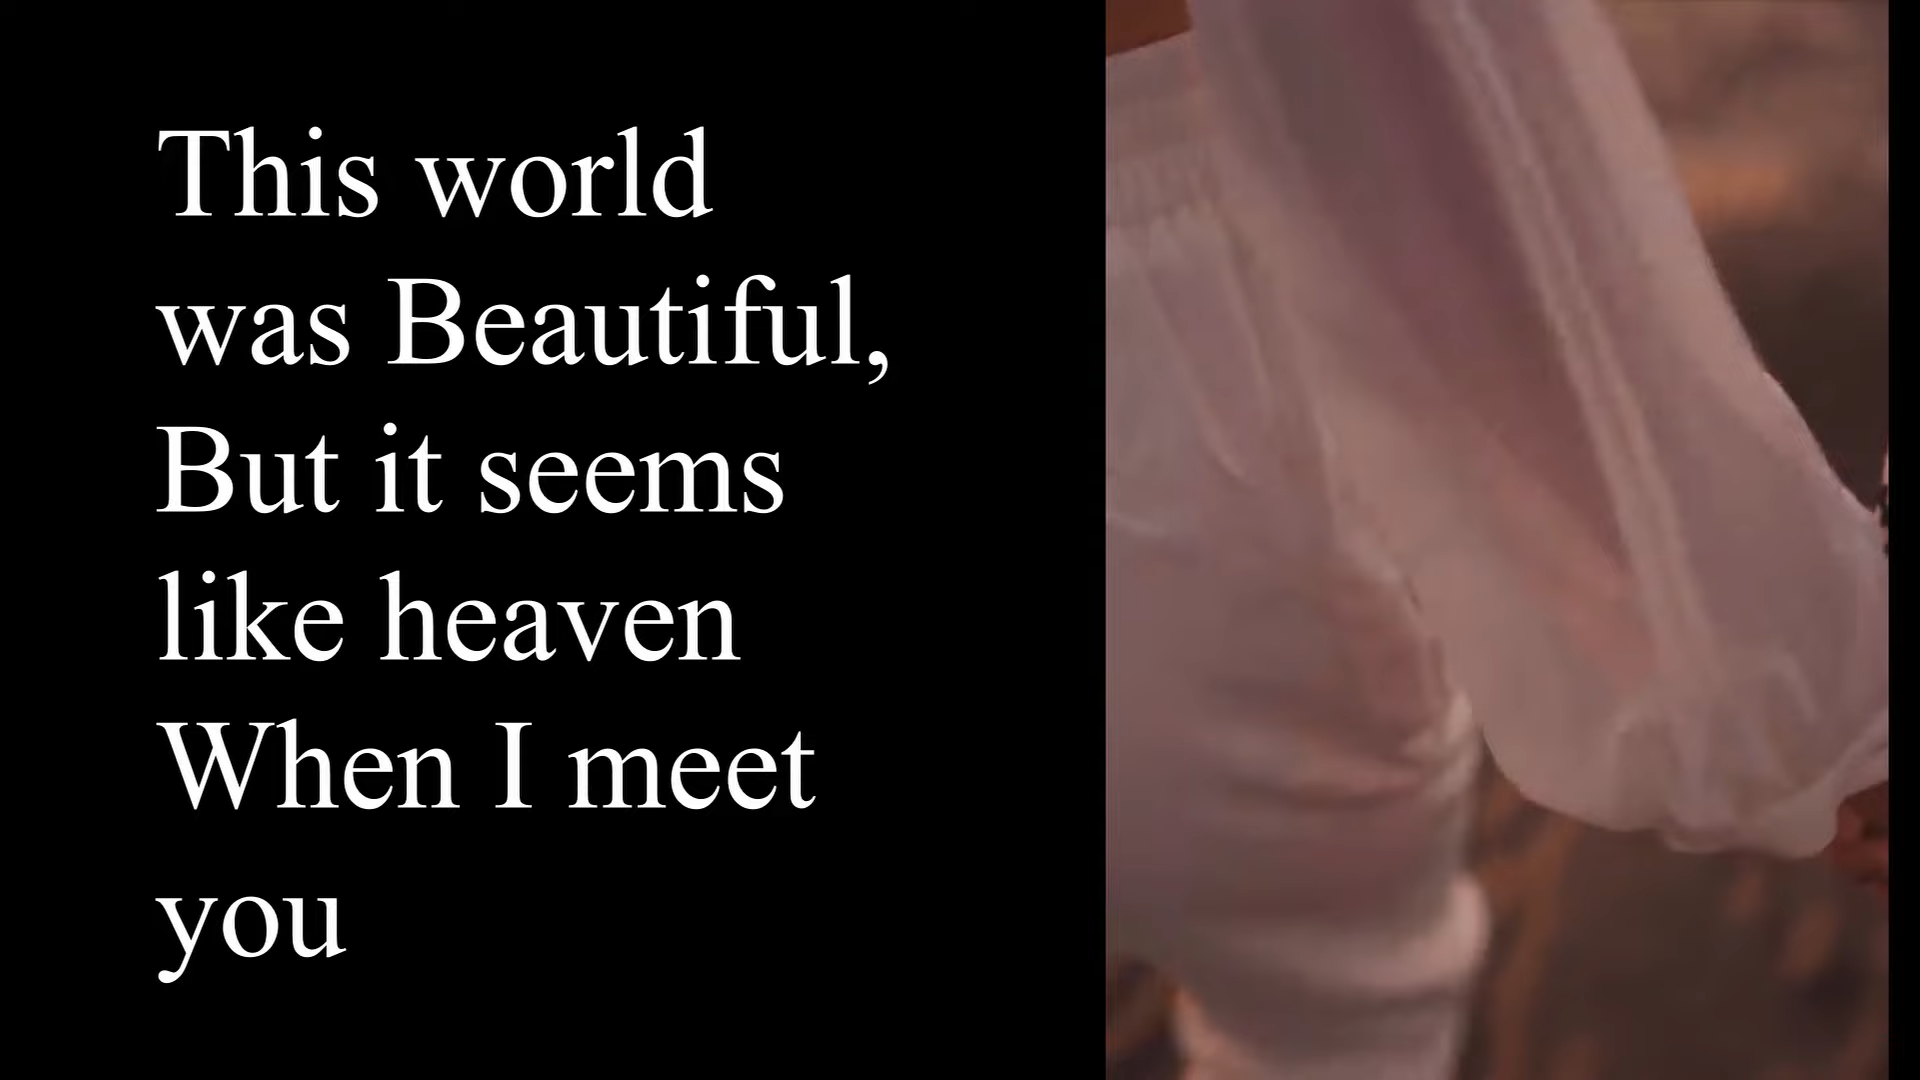 This world
was Beautiful,
But it seems
like heaven
When I meet
you